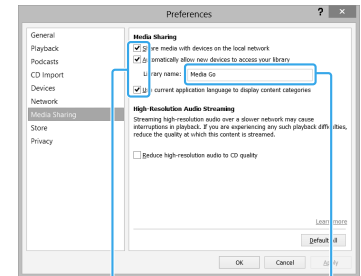 Preferences
? ×
General
Playback
Podcasts
CD Import
Devices
Network
Media Sharing
Store
Privacy
Media Sharing
Share media with devices on the local network
Automatically allow new devices to access your library
Library name: Media Go
Use current application language to display content categories
High-Resolution Audio Streaming
Streaming high-resolution audio over a slower network may cause
interruptions in playback. If you are experiencing any such playback difficulties,
reduce the quality at which this content is streamed.
Reduce high-resolution audio to CD quality
Learn more
Default All
OK Cancel Apply